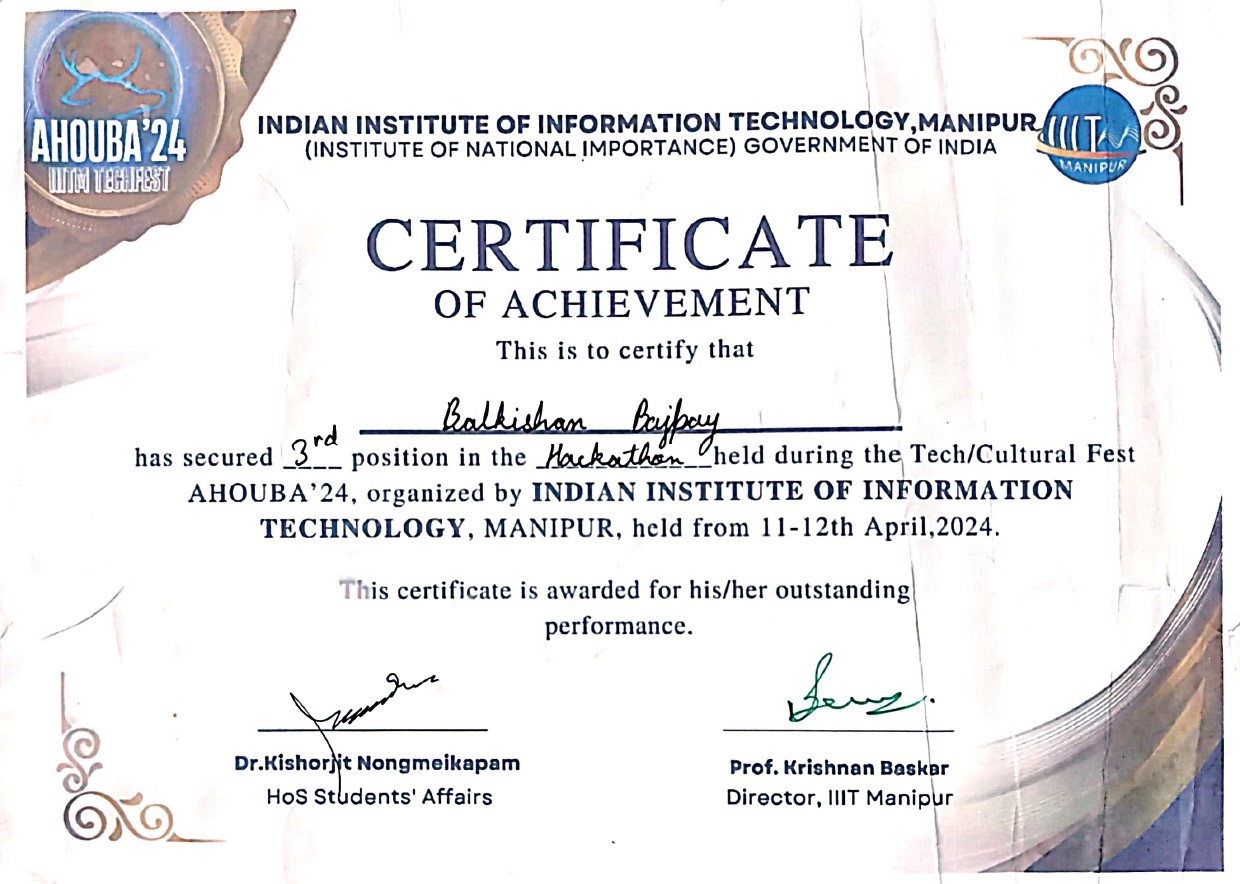 AHOUBA'24
IIITM TECHFEST
INDIAN INSTITUTE OF INFORMATION TECHNOLOGY,MANIPUR
(INSTITUTE OF NATIONAL IMPORTANCE) GOVERNMENT OF INDIA
IIIT
MANIPUR
CERTIFICATE
OF ACHIEVEMENT
This is to certify that
Balkishan Bajpay
has secured 3rd position in the Hackathon held during the Tech/Cultural Fest
AHOUBA'24, organized by INDIAN INSTITUTE OF INFORMATION
TECHNOLOGY, MANIPUR, held from 11-12th April,2024.
This certificate is awarded for his/her outstanding
performance.
Dr.Kishorjit Nongmeikapam
HoS Students' Affairs
Prof. Krishnan Baskar
Director, IIIT Manipur